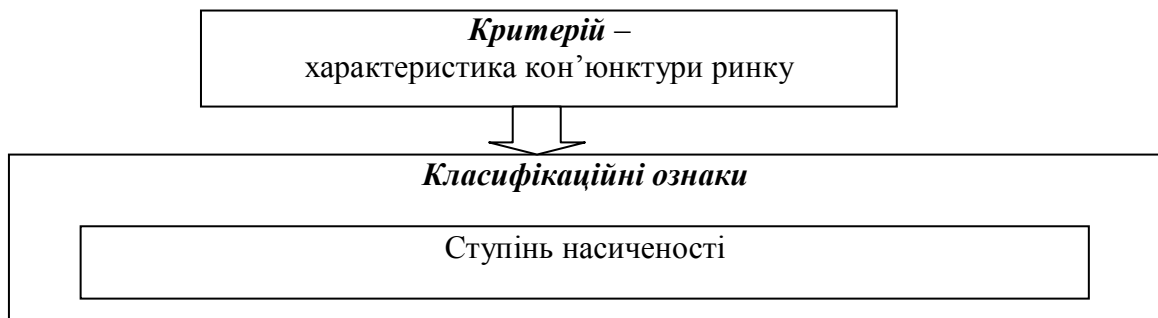 Критерій –
характеристика кон’юнктури ринку
Класифікаційні ознаки
Ступінь насиченості